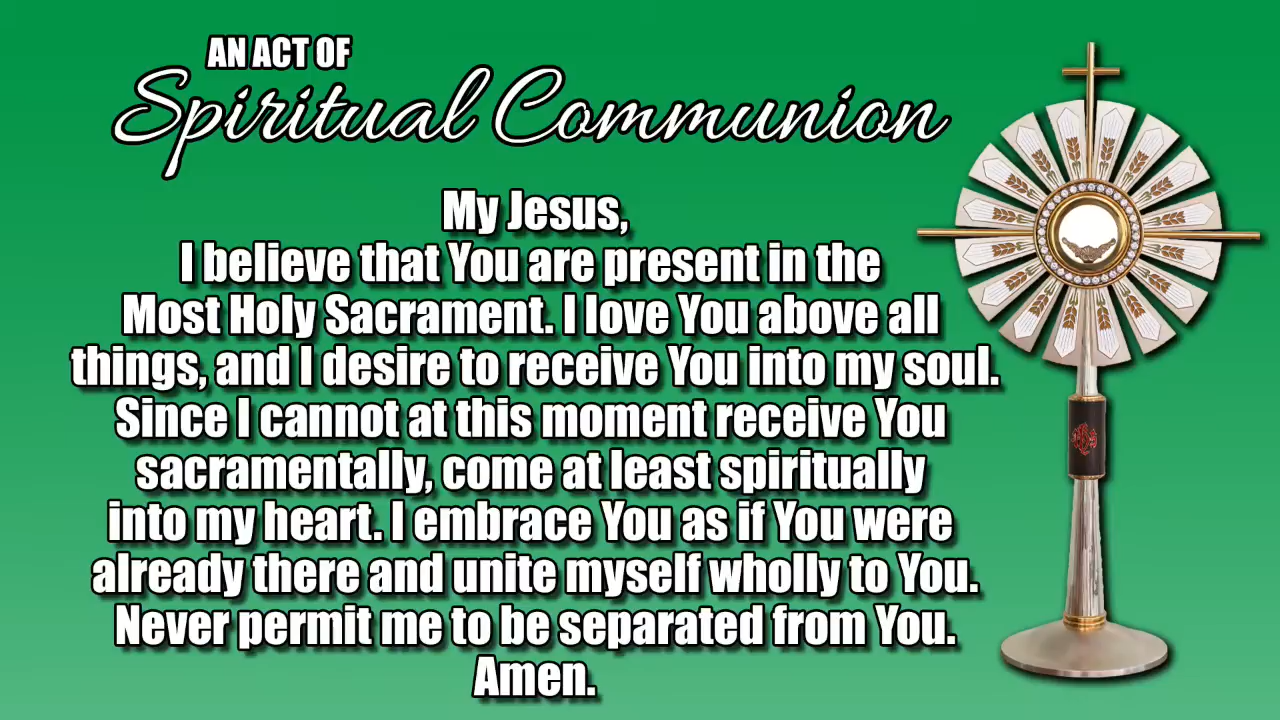 AN ACT OF
Spiritual Communion
My Jesus,
I believe that You are present in the
Most Holy Sacrament. I love You above all
things, and I desire to receive You into my soul.
Since I cannot at this moment receive You
sacramentally, come at least spiritually
into my heart. I embrace You as if You were
already there and unite myself wholly to You.
Never permit me to be separated from You.
Amen.